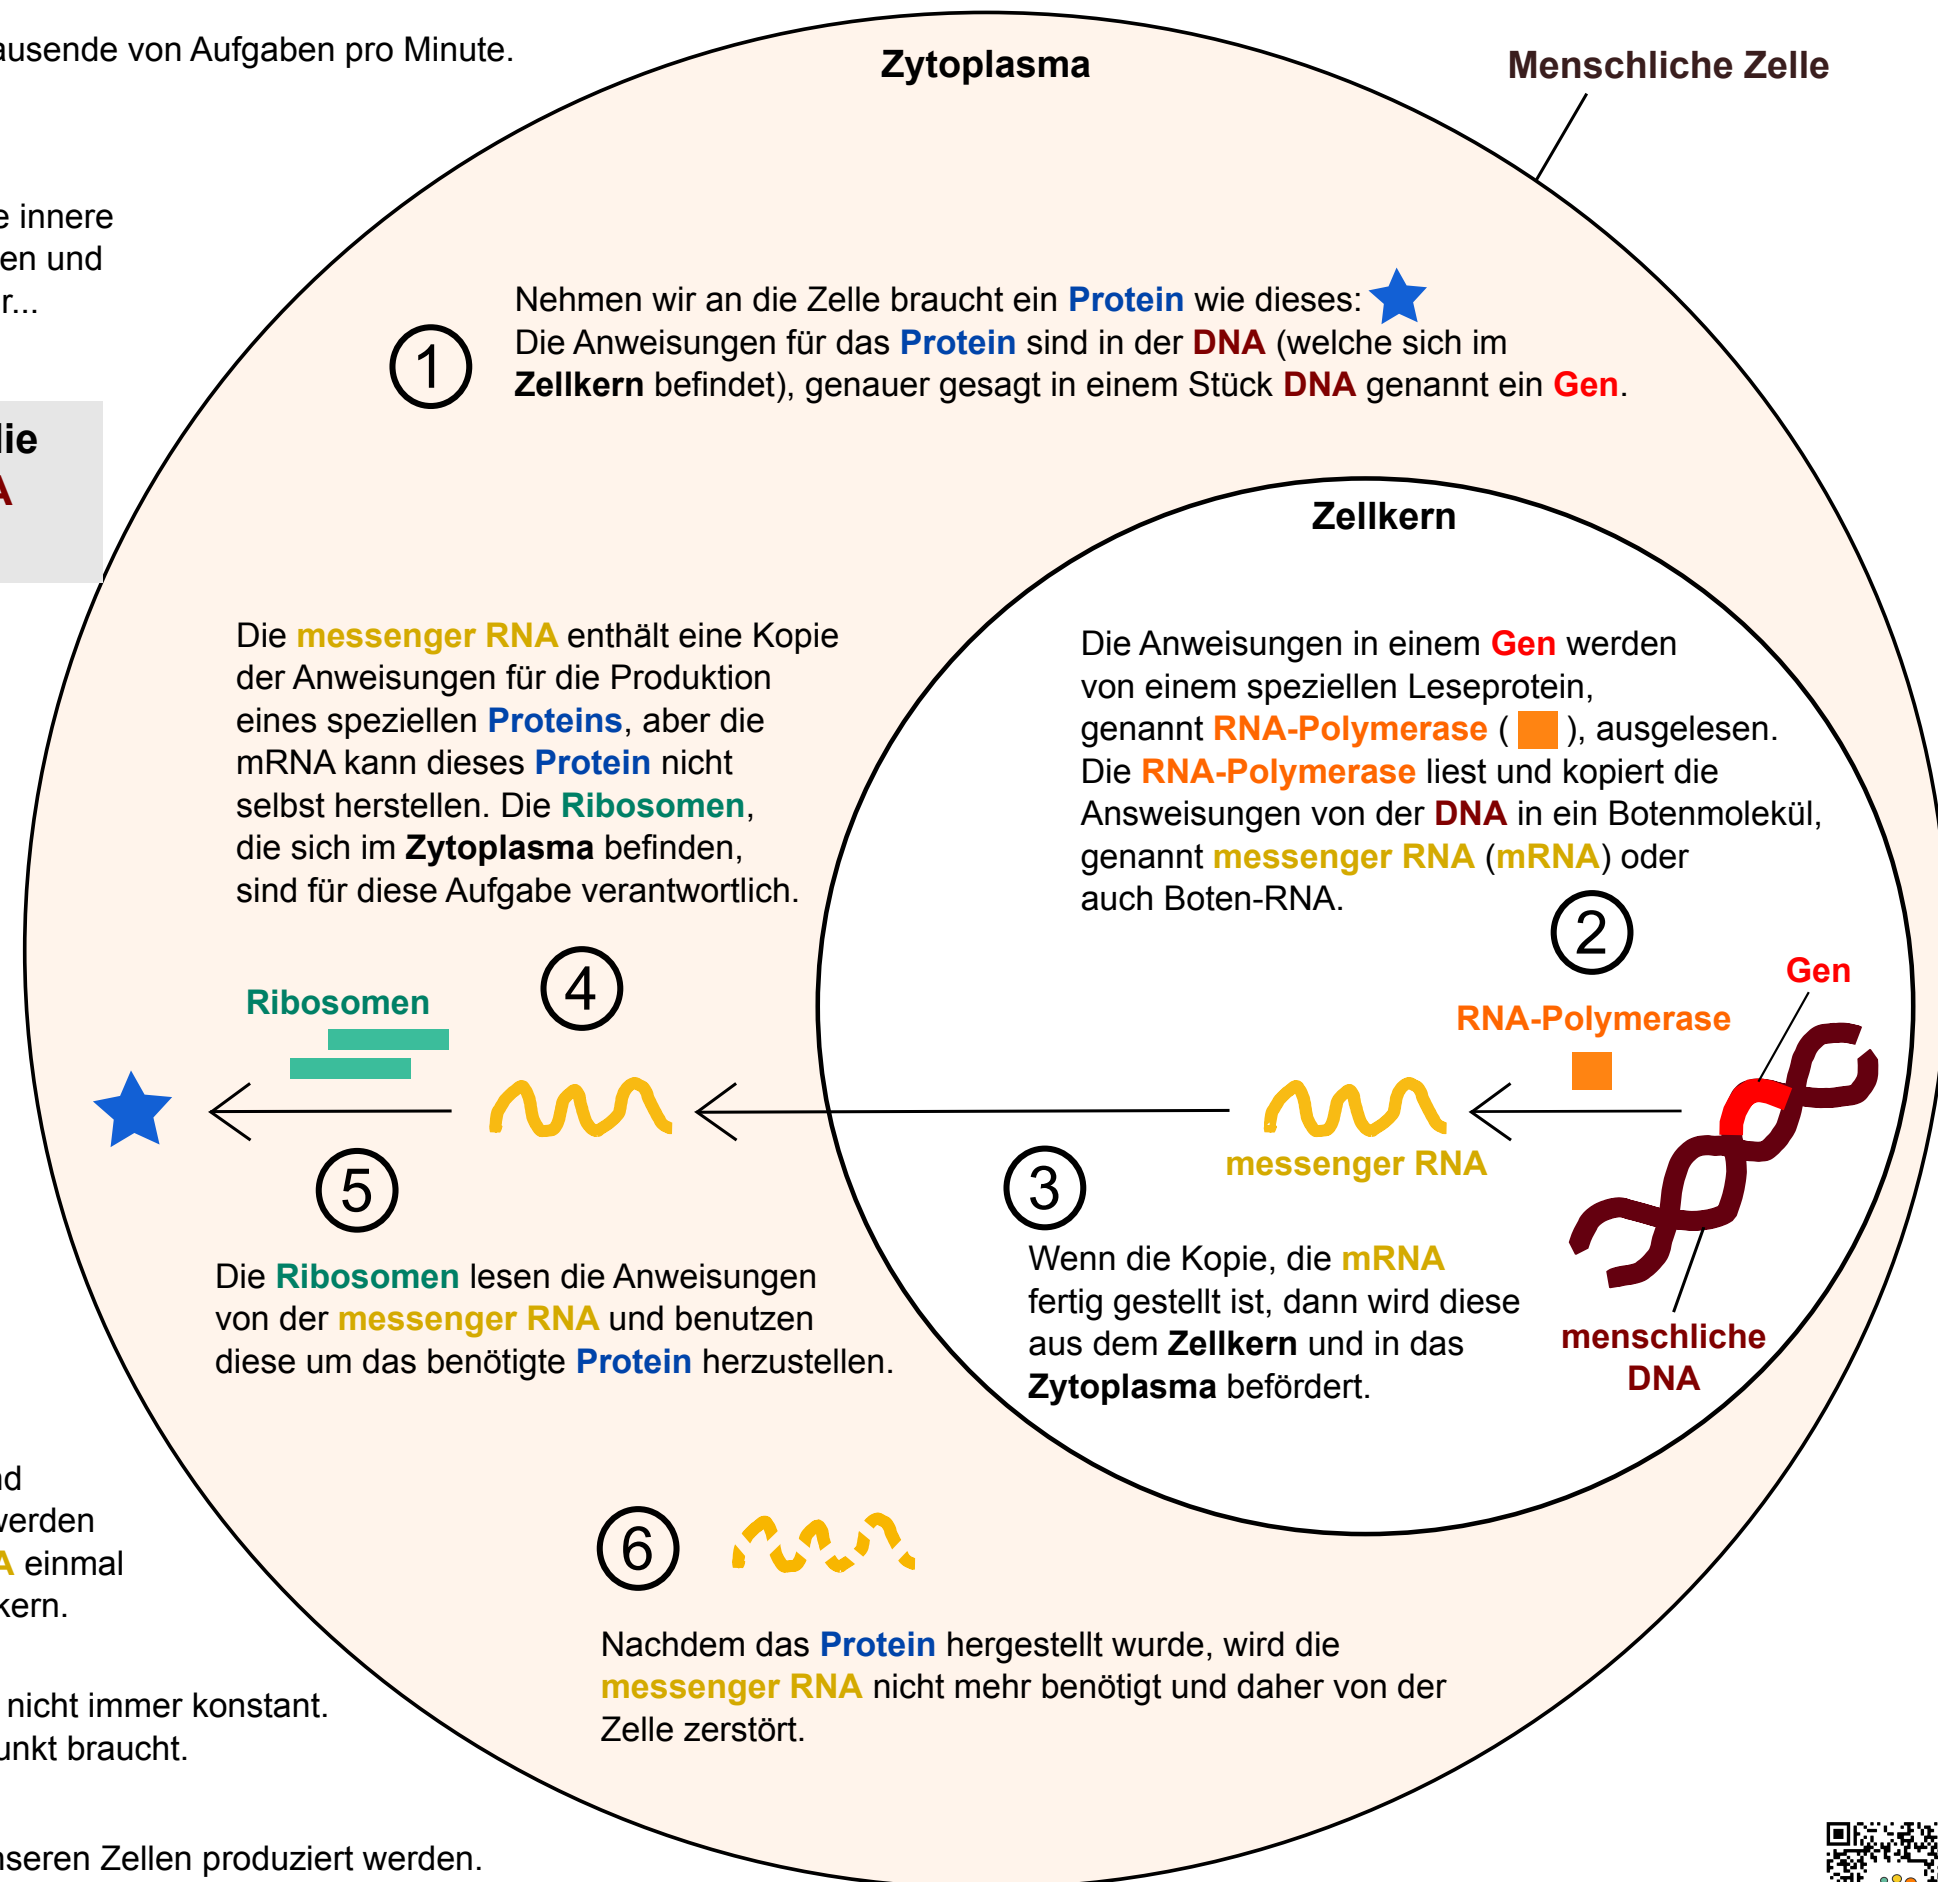 ausende von Aufgaben pro Minute.
Zytoplasma
Menschliche Zelle
e innere
en und
r...
lie
A
Nehmen wir an die Zelle braucht ein Protein wie dieses:
1
Die Anweisungen für das Protein sind in der DNA (welche sich im
Zellkern befindet), genauer gesagt in einem Stück DNA genannt ein Gen.
Zellkern
Die Anweisungen in einem Gen werden
von einem speziellen Leseprotein,
genannt RNA-Polymerase ( ), ausgelesen.
Die RNA-Polymerase liest und kopiert die
Answeisungen von der DNA in ein Botenmolekül,
genannt messenger RNA (mRNA) oder
auch Boten-RNA.
2
Gen
RNA-Polymerase
messenger RNA
menschliche
DNA
3
Wenn die Kopie, die mRNA
fertig gestellt ist, dann wird diese
aus dem Zellkern und in das
Zytoplasma befördert.
Die messenger RNA enthält eine Kopie
der Anweisungen für die Produktion
eines speziellen Proteins, aber die
mRNA kann dieses Protein nicht
selbst herstellen. Die Ribosomen,
die sich im Zytoplasma befinden,
sind für diese Aufgabe verantwortlich.
4
Ribosomen
5
Die Ribosomen lesen die Anweisungen
von der messenger RNA und benutzen
diese um das benötigte Protein herzustellen.
6
Nachdem das Protein hergestellt wurde, wird die
messenger RNA nicht mehr benötigt und daher von der
Zelle zerstört.
nd
werden
A einmal
kern.
nicht immer konstant.
unkt braucht.
nseren Zellen produziert werden.